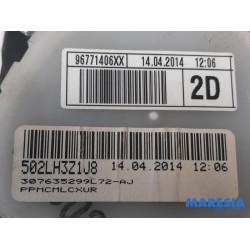 96771406XX 14.04.2014 12:06
2D
502LH3Z1J8 14.04.2014 12:06
307635299L72-AJ
PPMCMLCXUR
MARESIA